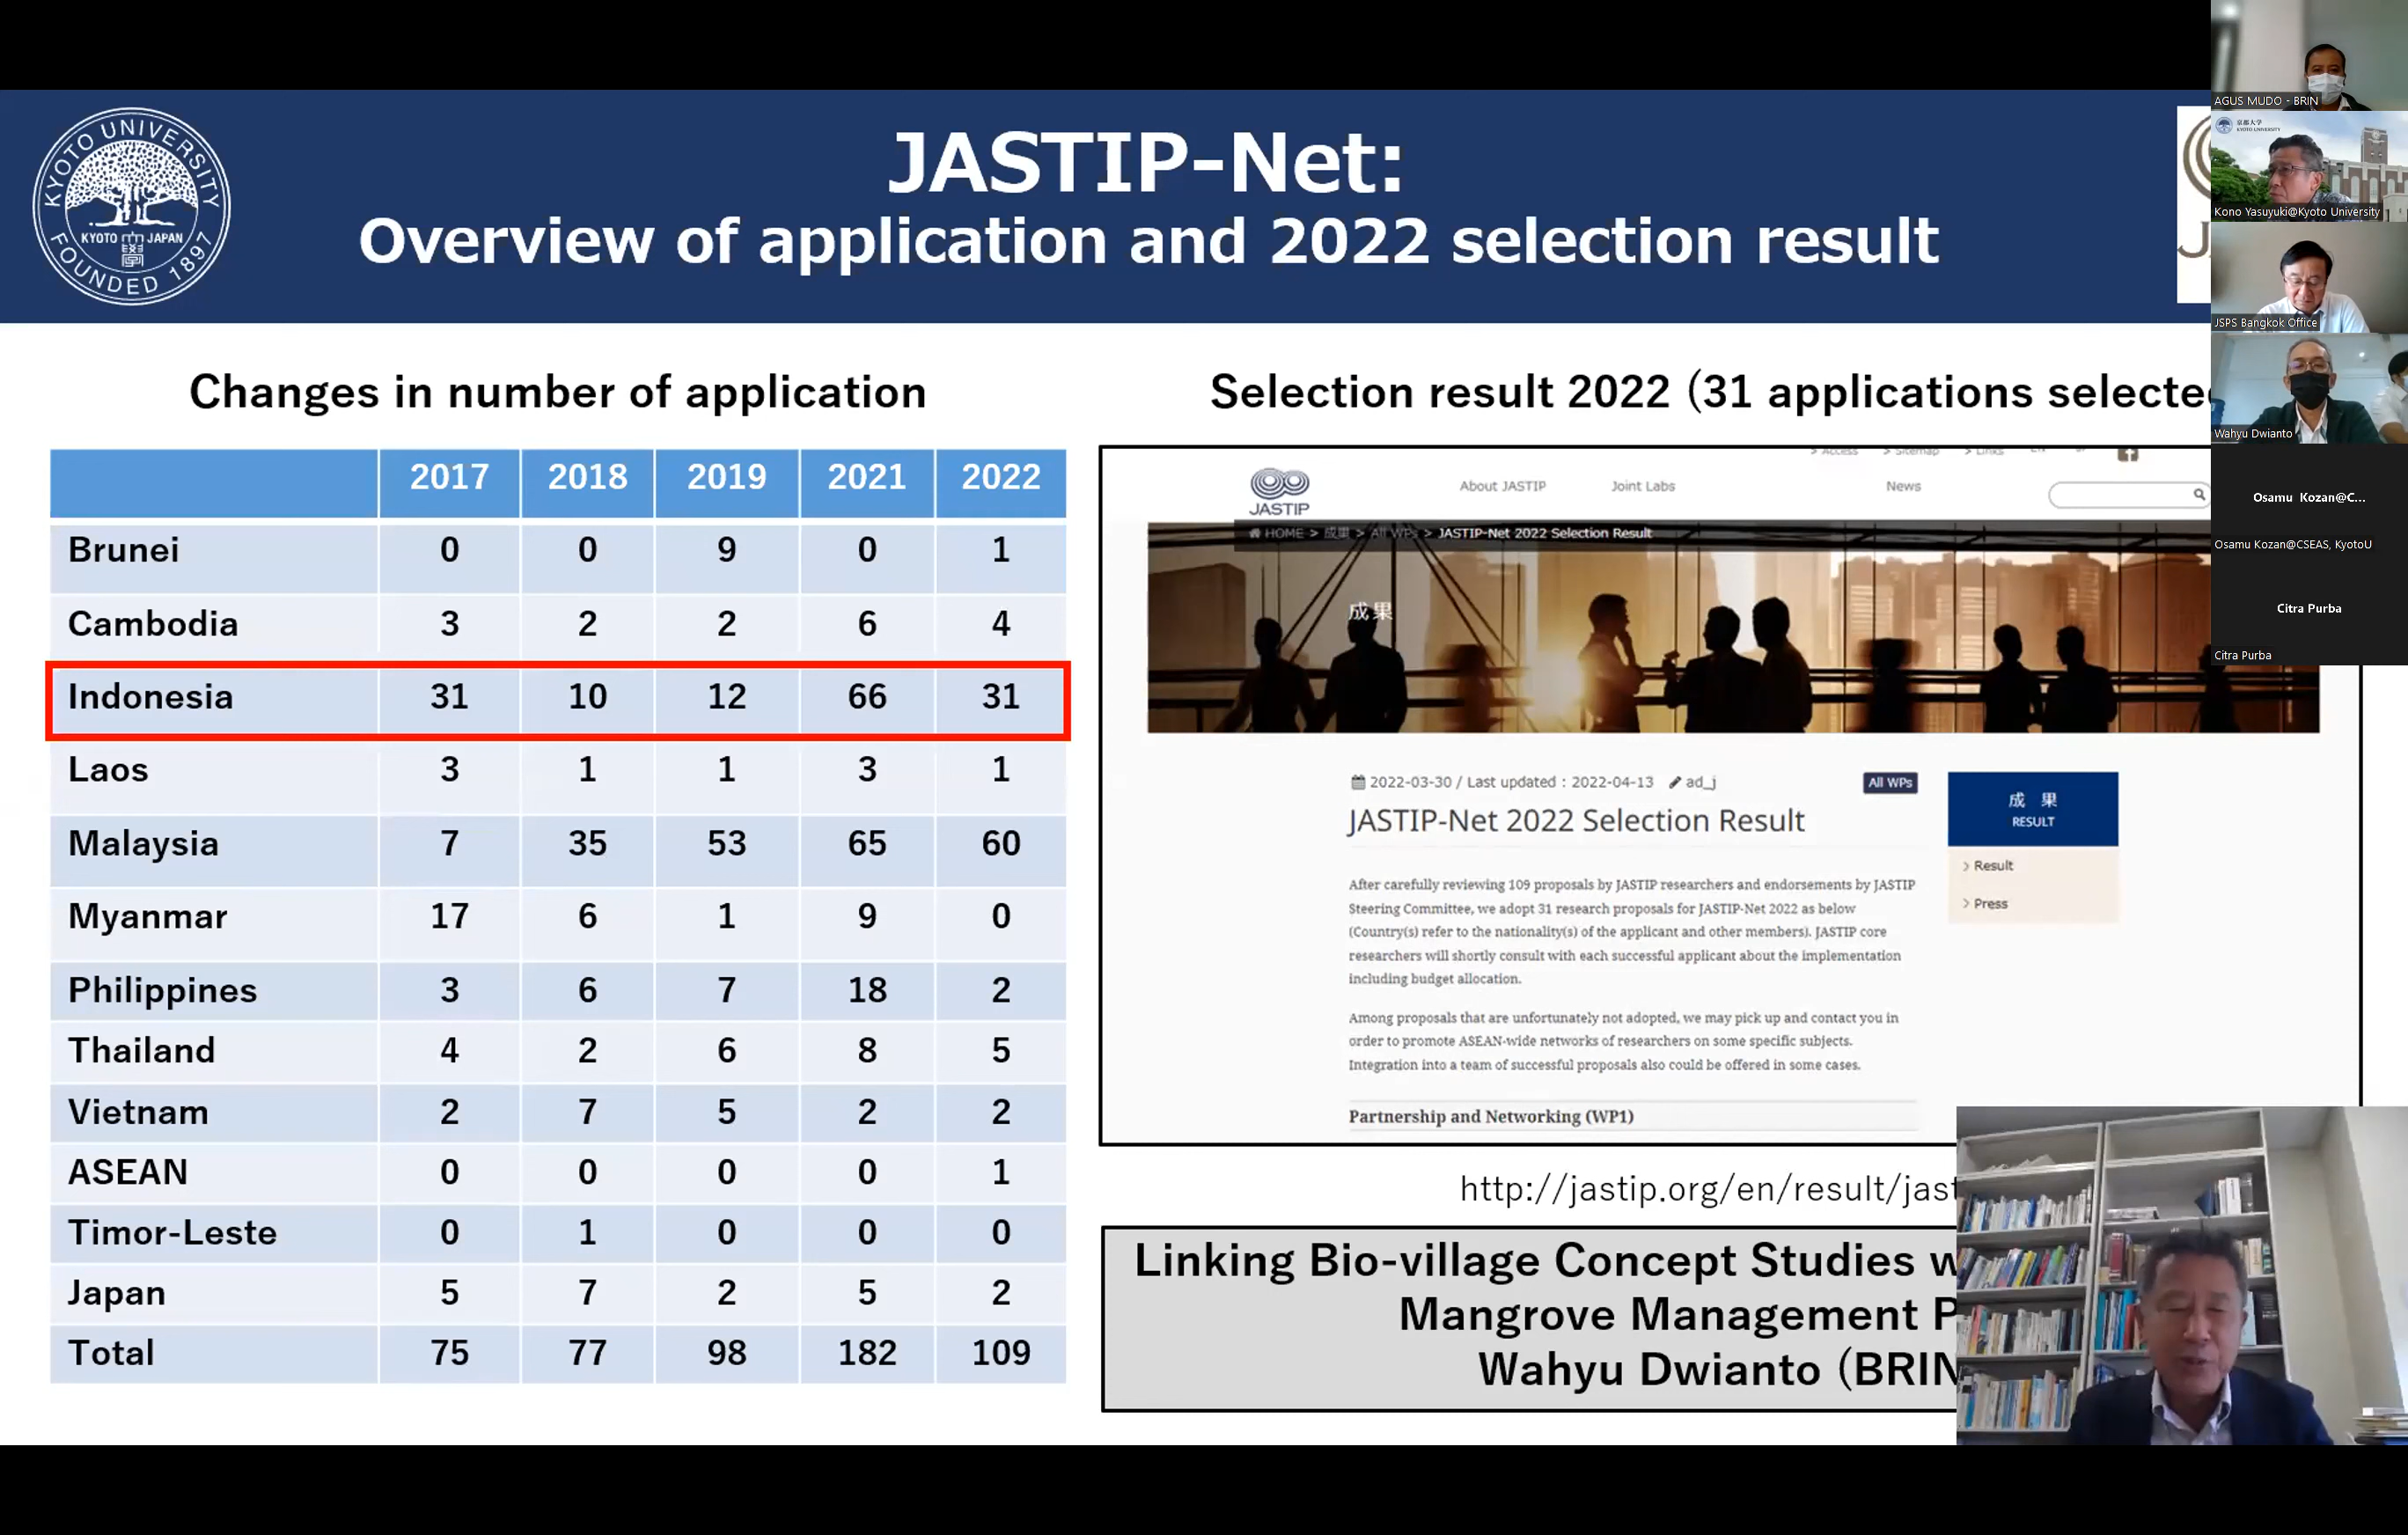 KYOTO UNIVERSITY
KYOTO JAPAN
FOUNDED 1897
JASTIP-Net:
Overview of application and 2022 selection result
Changes in number of application
2017 2018 2019 2021 2022
Brunei 0 0 9 0 1
Cambodia 3 2 2 6 4
Indonesia 31 10 12 66 31
Laos 3 1 1 3 1
Malaysia 7 35 53 65 60
Myanmar 17 6 1 9 0
Philippines 3 6 7 18 2
Thailand 4 2 6 8 5
Vietnam 2 7 5 2 2
ASEAN 0 0 0 0 1
Timor-Leste 0 1 0 0 0
Japan 5 7 2 5 2
Total 75 77 98 182 109
Selection result 2022 (31 applications selecte
> Access > Sitemap > Links
JASTIP
About JASTIP Joint Labs News
HOME > 成果 > All WPs > JASTIP-Net 2022 Selection Result
成果
2022-03-30 / Last updated : 2022-04-13 ad_j All WPs
JASTIP-Net 2022 Selection Result
After carefully reviewing 109 proposals by JASTIP researchers and endorsements by JASTIP
Steering Committee, we adopt 31 research proposals for JASTIP-Net 2022 as below
(Country(s) refer to the nationality(s) of the applicant and other members). JASTIP core
researchers will shortly consult with each successful applicant about the implementation
including budget allocation.
Among proposals that are unfortunately not adopted, we may pick up and contact you in
order to promote ASEAN-wide networks of researchers on some specific subjects.
Integration into a team of successful proposals also could be offered in some cases.
Partnership and Networking (WP1)
成 果
RESULT
> Result
> Press
http://jastip.org/en/result/jast
Linking Bio-village Concept Studies w
Mangrove Management P
Wahyu Dwianto (BRIN
AGUS MUDO - BRIN
京都大学
KYOTO UNIVERSITY
Kono Yasuyuki@Kyoto University
JSPS Bangkok Office
Wahyu Dwianto
Osamu Kozan@C...
Osamu Kozan@CSEAS, KyotoU
Citra Purba
Citra Purba